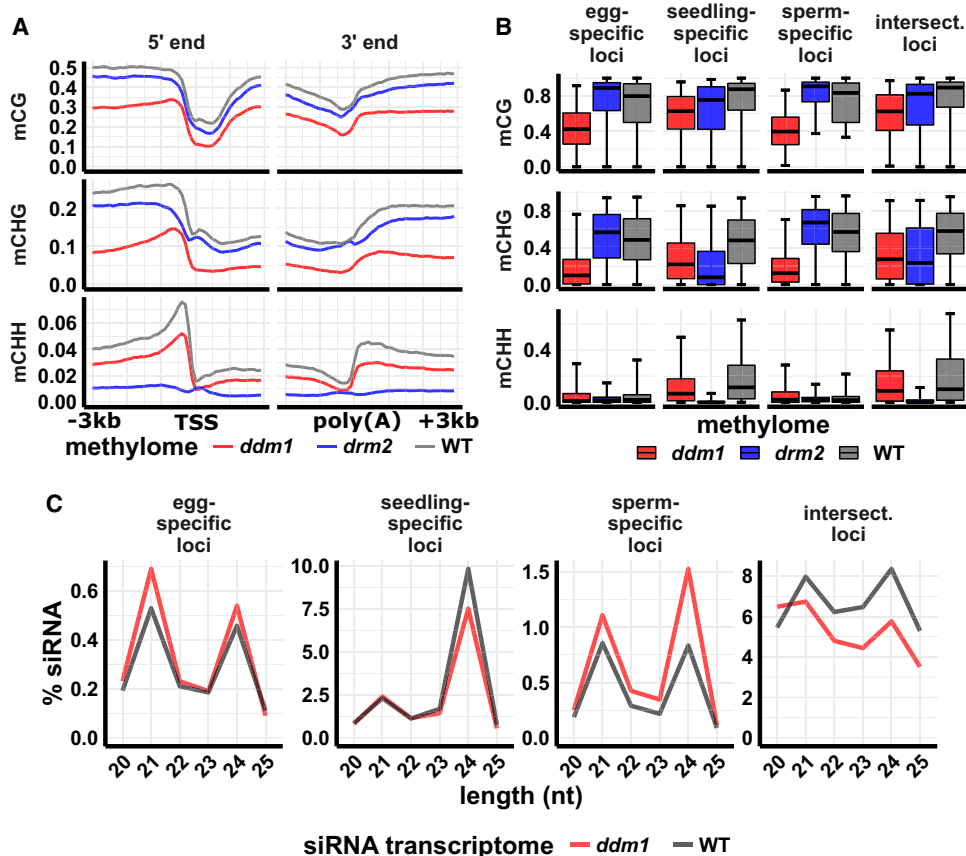 A
5' end
3' end
mCG
0.5
0.4
0.3
0.2
0.1
0.0
mCHG
0.2
0.1
0.0
mCHH
0.06
0.04
0.02
0.00
-3kb
TSS
poly(A)
+3kb
methylome
ddm1
drm2
WT
B
egg-
specific
loci
seedling-
specific
loci
sperm-
specific
loci
intersect.
loci
mCG
0.8
0.4
0.0
mCHG
0.8
0.4
0.0
mCHH
0.4
0.0
methylome
ddm1
drm2
WT
C
egg-
specific
loci
seedling-
specific
loci
sperm-
specific
loci
intersect.
loci
% siRNA
0.6
0.4
0.2
0.0
10.0
7.5
5.0
2.5
0.0
1.5
1.0
0.5
0.0
8
6
4
2
0
20 21 22 23 24 25
20 21 22 23 24 25
20 21 22 23 24 25
20 21 22 23 24 25
length (nt)
siRNA transcriptome
ddm1
WT